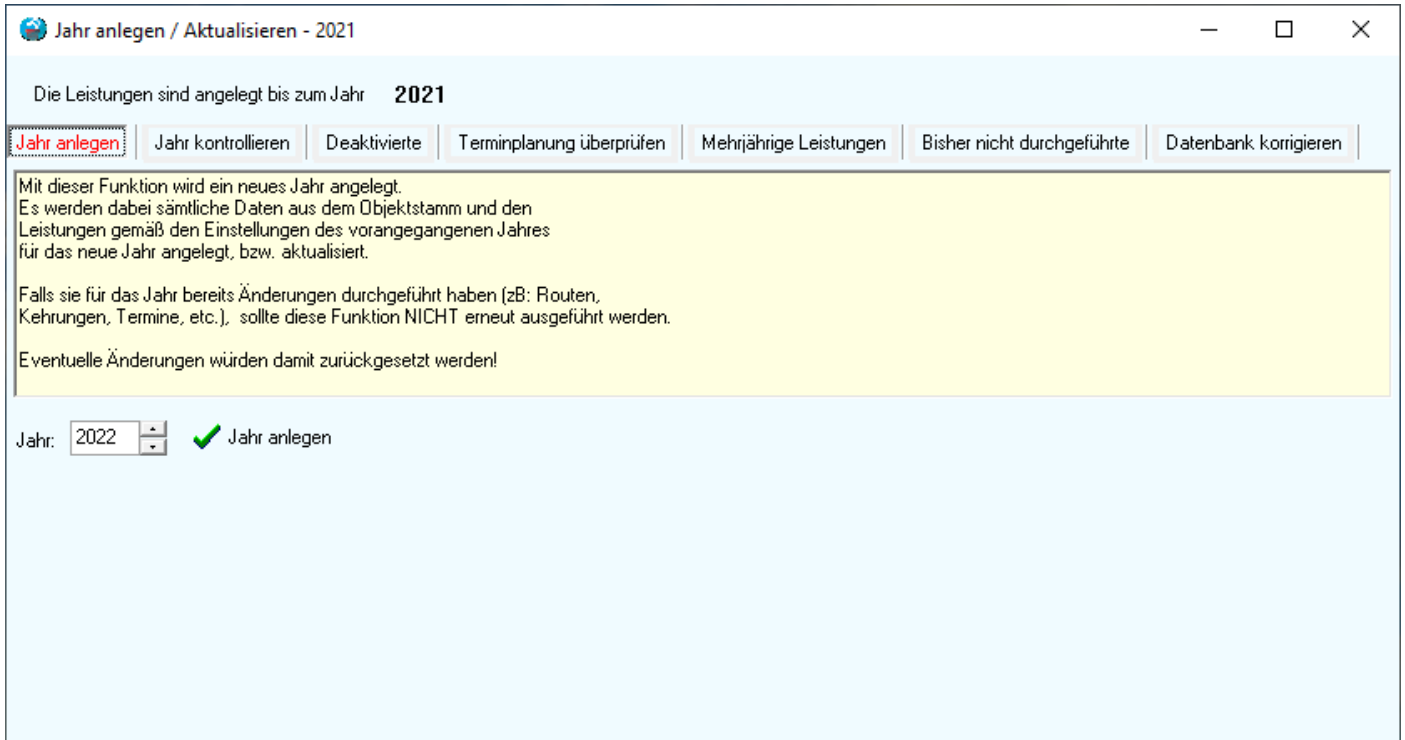 Jahr anlegen / Aktualisieren - 2021
Die Leistungen sind angelegt bis zum Jahr 2021
Jahr anlegen Jahr kontrollieren Deaktivierte Terminplanung überprüfen Mehrjährige Leistungen Bisher nicht durchgeführte Datenbank korrigieren
Mit dieser Funktion wird ein neues Jahr angelegt.
Es werden dabei sämtliche Daten aus dem Objektstamm und den
Leistungen gemäß den Einstellungen des vorangegangenen Jahres
für das neue Jahr angelegt, bzw. aktualisiert.
Falls sie für das Jahr bereits Änderungen durchgeführt haben (zB: Routen,
Kehrungen, Termine, etc.), sollte diese Funktion NICHT erneut ausgeführt werden.
Eventuelle Änderungen würden damit zurückgesetzt werden!
Jahr: 2022 Jahr anlegen